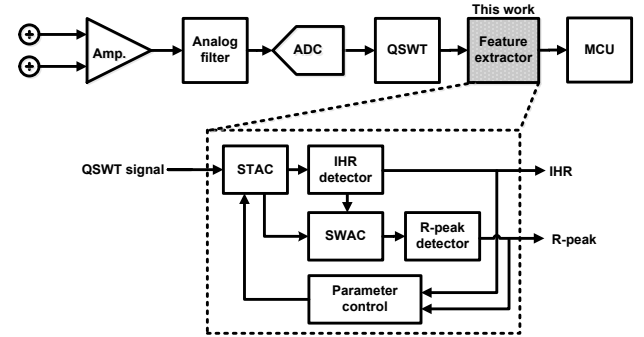 This work
Amp.
Analog
filter
ADC
QSWT
Feature
extractor
MCU
QSWT signal
STAC
IHR
detector
IHR
SWAC
R-peak
detector
R-peak
Parameter
control